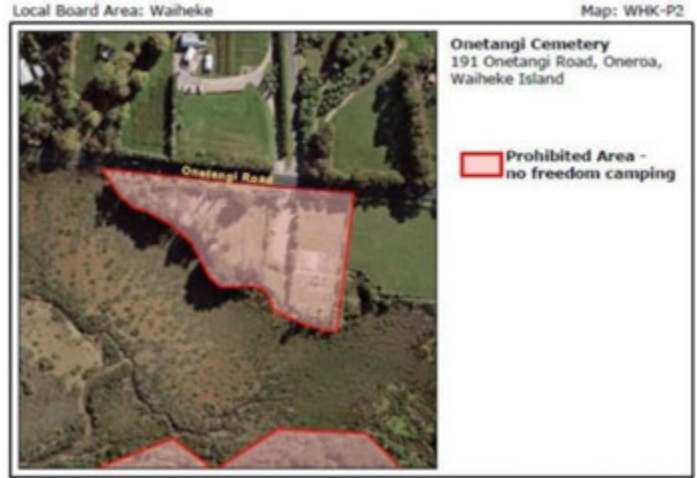 Local Board Area: Waiheke
Map: WHK-P2
Onetangi Cemetery
191 Onetangi Road, Oneroa,
Waiheke Island
Prohibited Area -
no freedom camping
Onetangi Road